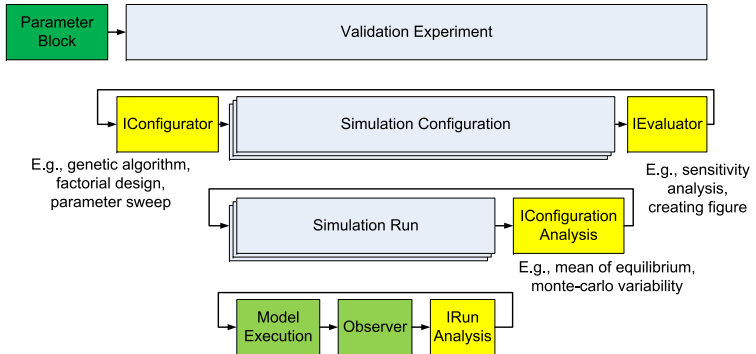 Parameter
Block
Validation Experiment
IConfigurator
Simulation Configuration
IEvaluator
E.g., genetic algorithm,
factorial design,
parameter sweep
E.g., sensitivity
analysis,
creating figure
Simulation Run
IConfiguration
Analysis
E.g., mean of equilibrium,
monte-carlo variability
Model
Execution
Observer
IRun
Analysis